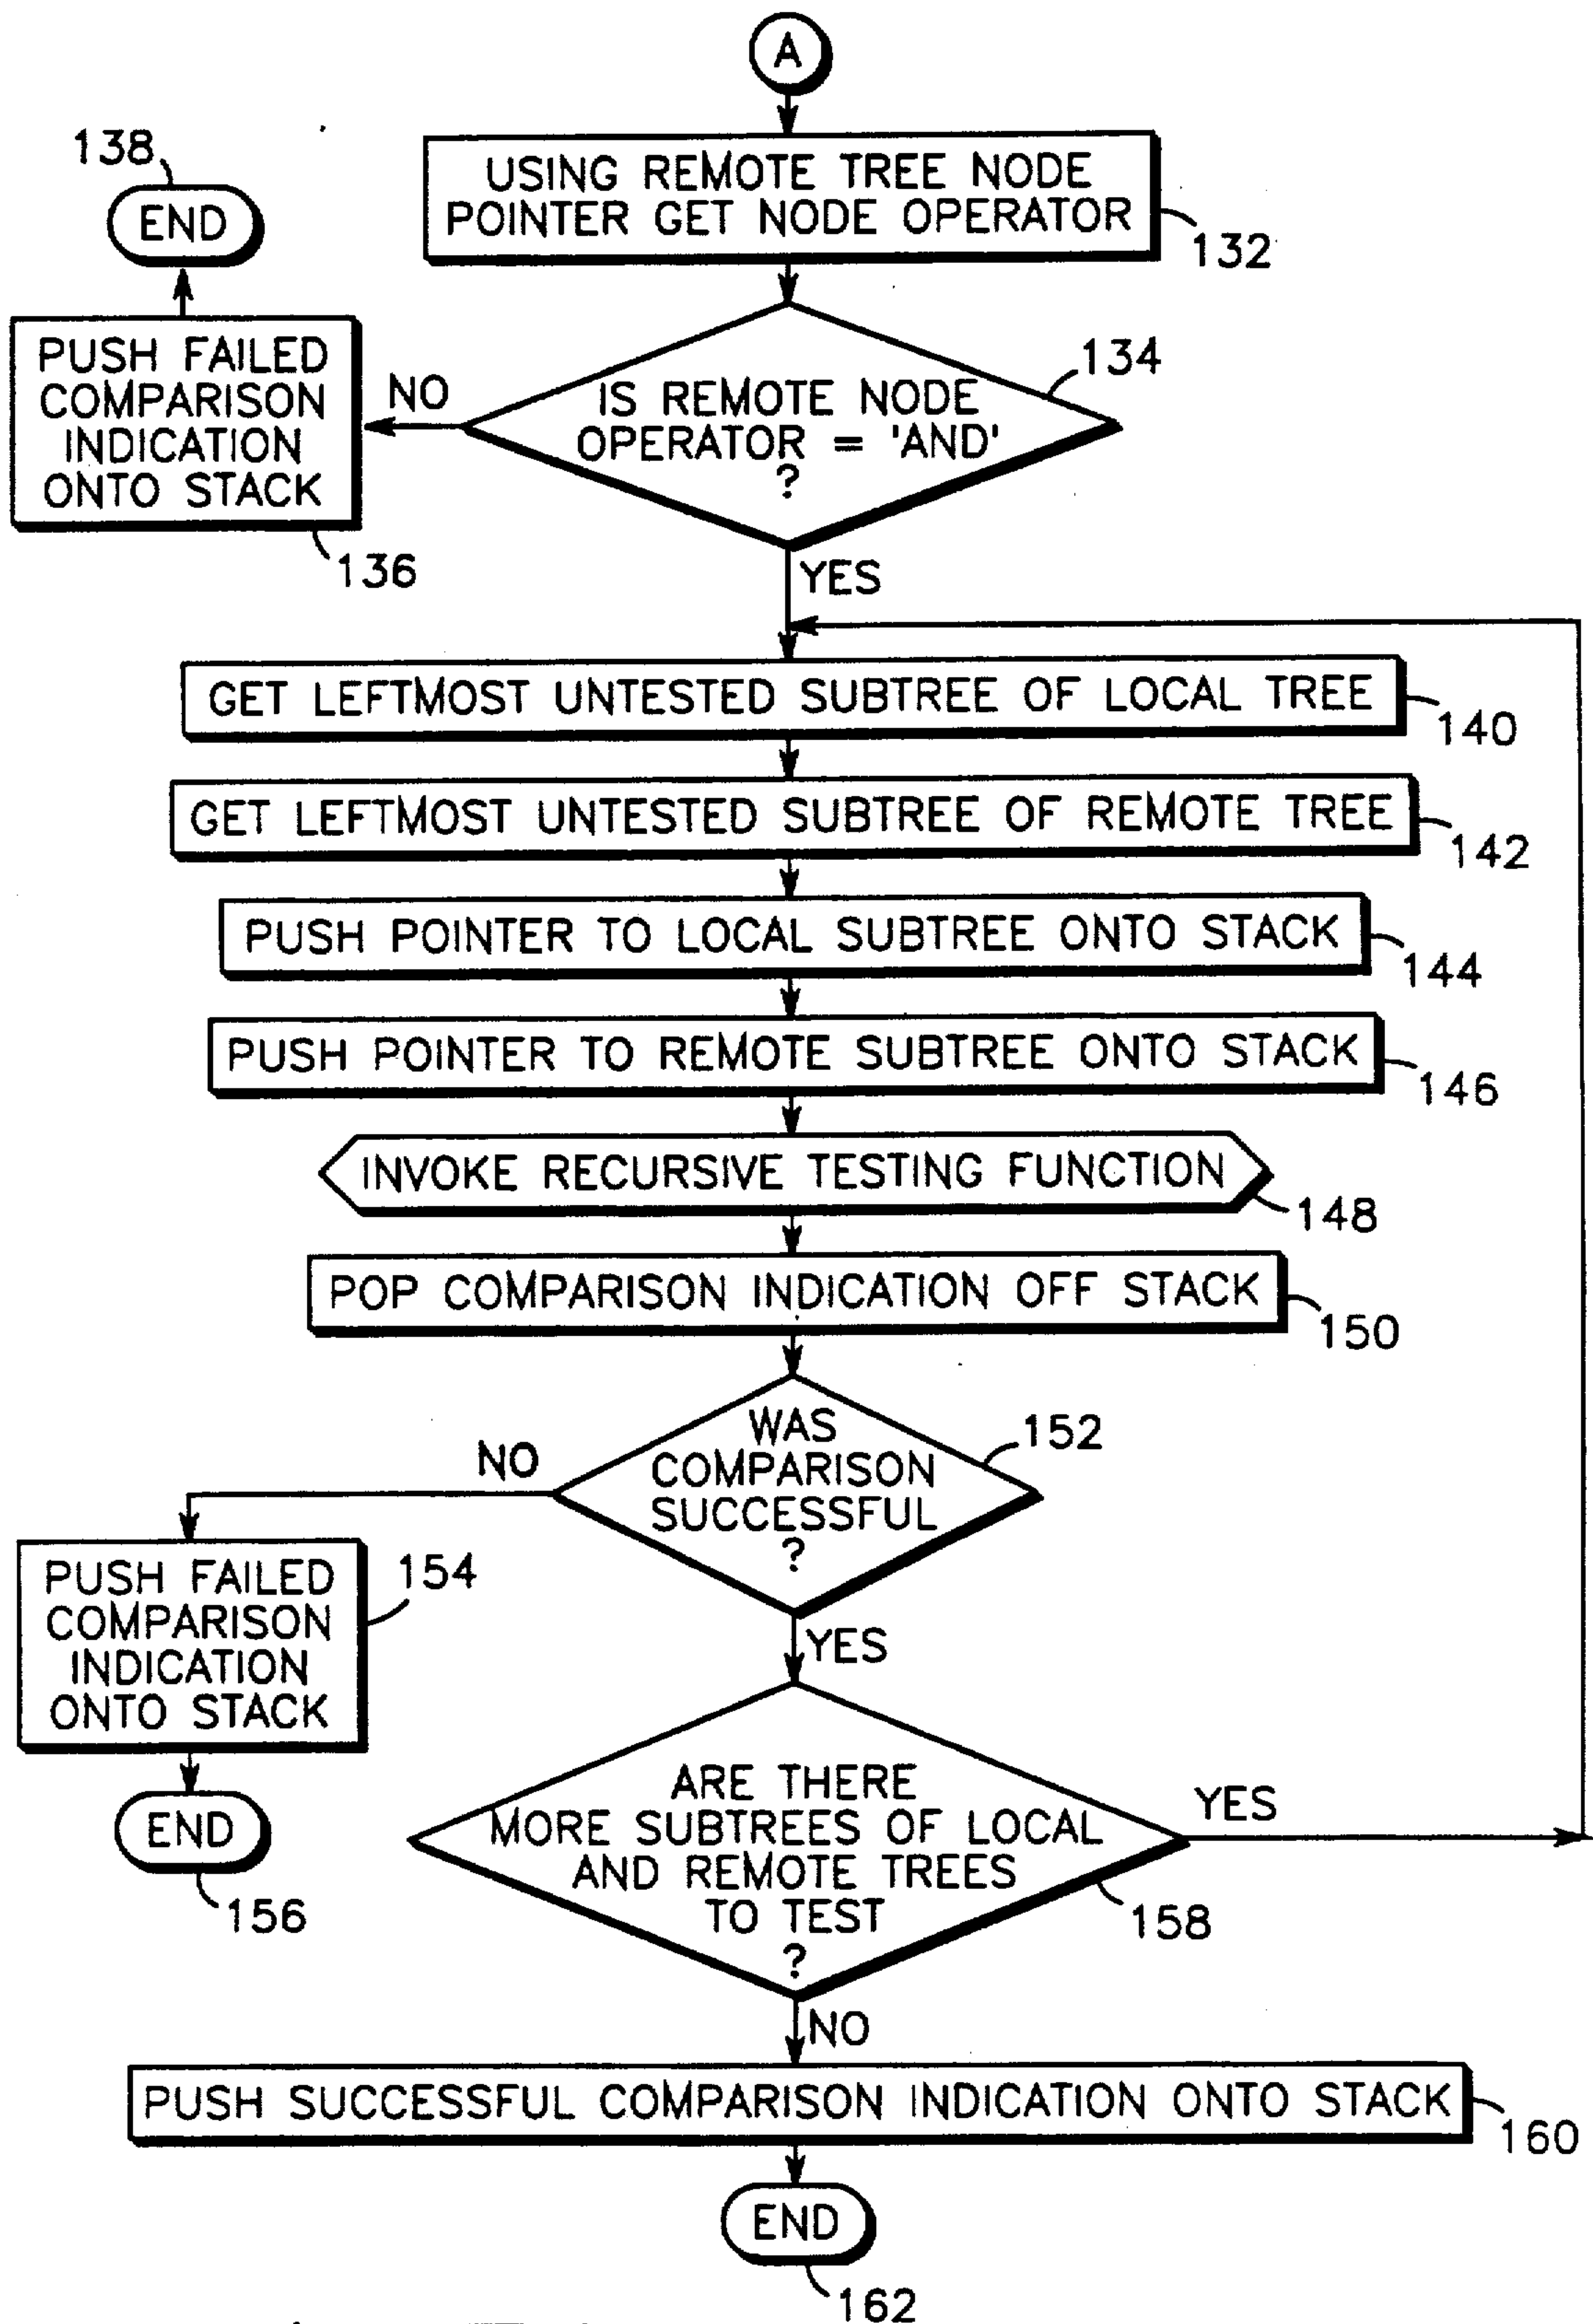 A
USING REMOTE TREE NODE
POINTER GET NODE OPERATOR
132
138
END
PUSH FAILED
COMPARISON
INDICATION
ONTO STACK
136
NO
IS REMOTE NODE
OPERATOR = 'AND'
?
134
YES
GET LEFTMOST UNTESTED SUBTREE OF LOCAL TREE
140
GET LEFTMOST UNTESTED SUBTREE OF REMOTE TREE
142
PUSH POINTER TO LOCAL SUBTREE ONTO STACK
144
PUSH POINTER TO REMOTE SUBTREE ONTO STACK
146
INVOKE RECURSIVE TESTING FUNCTION
148
POP COMPARISON INDICATION OFF STACK
150
WAS
COMPARISON
SUCCESSFUL
?
152
NO
PUSH FAILED
COMPARISON
INDICATION
ONTO STACK
154
END
156
YES
ARE THERE
MORE SUBTREES OF LOCAL
AND REMOTE TREES
TO TEST
?
158
YES
NO
PUSH SUCCESSFUL COMPARISON INDICATION ONTO STACK
160
END
162